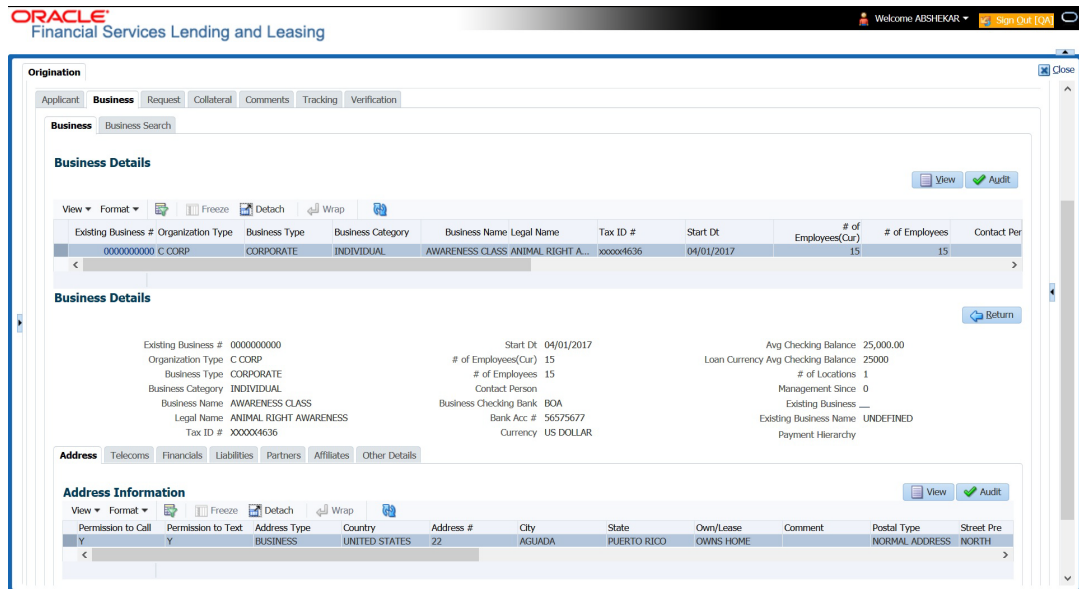 ORACLE®
Financial Services Lending and Leasing
Welcome ABSHEKAR
Sign Out [QA]
Origination
Close
Applicant Business Request Collateral Comments Tracking Verification
Business Business Search
Business Details
View Audit
View Format Freeze Detach Wrap
Existing Business # Organization Type Business Type Business Category Business Name Legal Name Tax ID # Start Dt # of Employees(Cur) # of Employees Contact Per
0000000000 C CORP CORPORATE INDIVIDUAL AWARENESS CLASS ANIMAL RIGHT A... xxxxx4636 04/01/2017 15 15
Business Details
Return
Existing Business # 0000000000 Start Dt 04/01/2017 Avg Checking Balance 25,000.00
Organization Type C CORP # of Employees(Cur) 15 Loan Currency Avg Checking Balance 25000
Business Type CORPORATE # of Employees 15 # of Locations 1
Business Category INDIVIDUAL Contact Person Management Since 0
Business Name AWARENESS CLASS Business Checking Bank BOA Existing Business __
Legal Name ANIMAL RIGHT AWARENESS Bank Acc # 56575677 Existing Business Name UNDEFINED
Tax ID # XXXXX4636 Currency US DOLLAR Payment Hierarchy
Address Telecoms Financials Liabilities Partners Affiliates Other Details
Address Information
View Audit
View Format Freeze Detach Wrap
Permission to Call Permission to Text Address Type Country Address # City State Own/Lease Comment Postal Type Street Pre
Y Y BUSINESS UNITED STATES 22 AGUADA PUERTO RICO OWNS HOME NORMAL ADDRESS NORTH